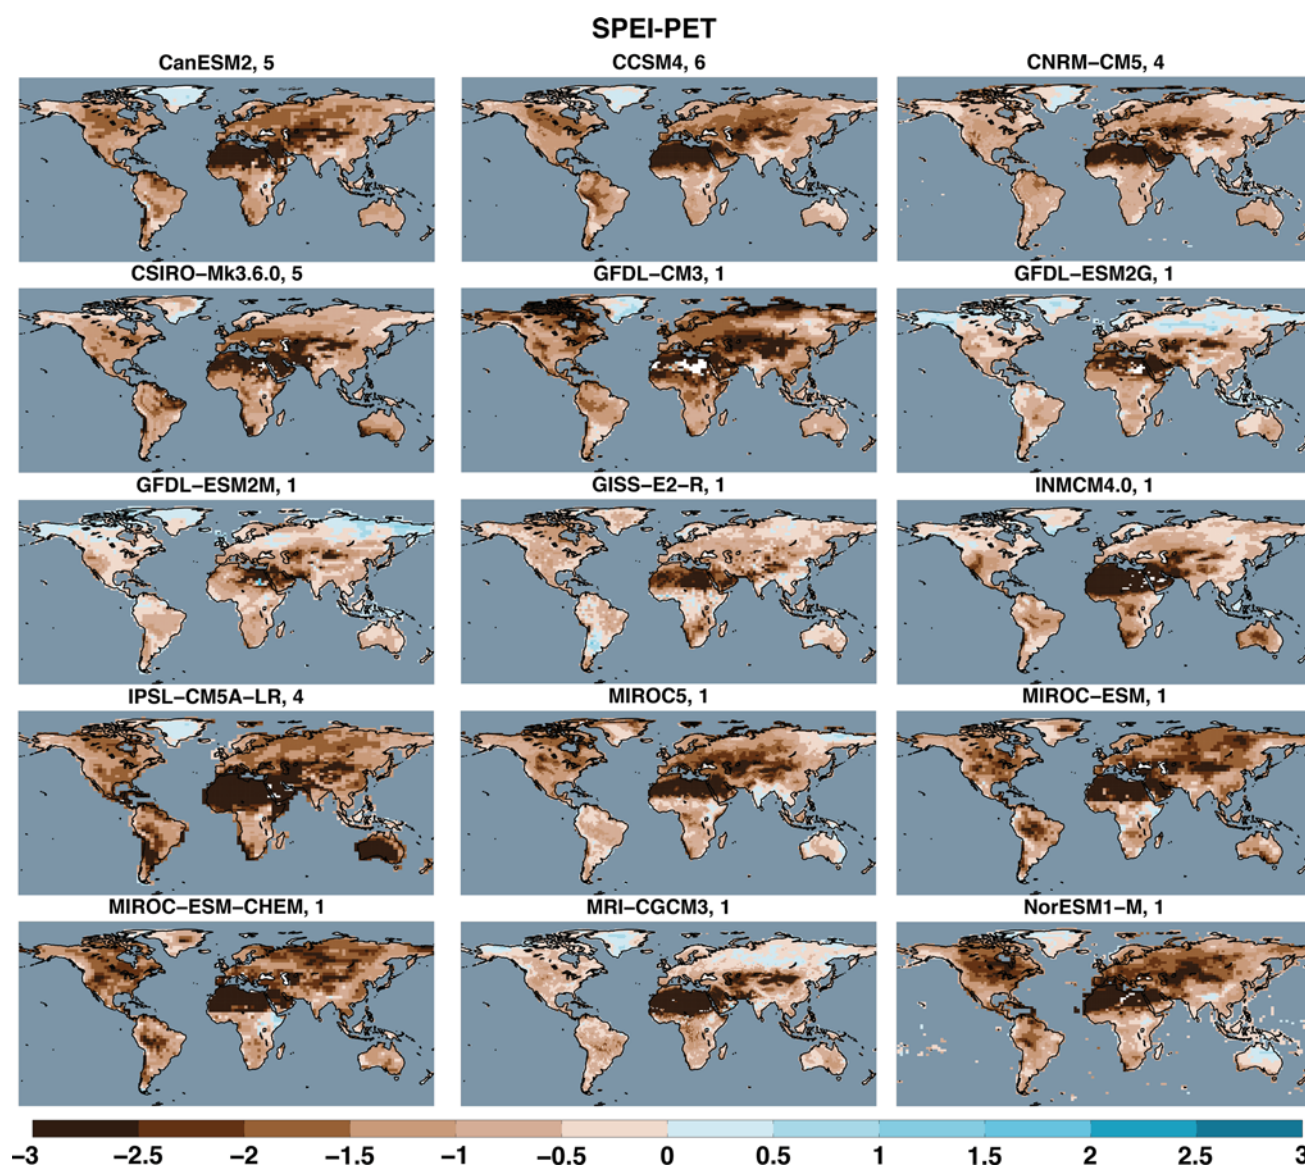 SPEI-PET
CanESM2, 5
CCSM4, 6
CNRM-CM5, 4
CSIRO-Mk3.6.0, 5
GFDL-CM3, 1
GFDL-ESM2G, 1
GFDL-ESM2M, 1
GISS-E2-R, 1
INMCM4.0, 1
IPSL-CM5A-LR, 4
MIROC5, 1
MIROC-ESM, 1
MIROC-ESM-CHEM, 1
MRI-CGCM3, 1
NorESM1-M, 1
-3 -2.5 -2 -1.5 -1 -0.5 0 0.5 1 1.5 2 2.5 3